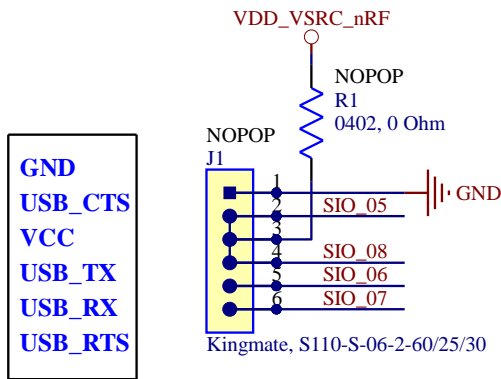 VDD_VSRC_nRF
NOPOP
R1
0402, 0 Ohm
NOPOP
J1
GND
USB_CTS
VCC
USB_TX
USB_RX
USB_RTS
1
GND
2
SIO_05
3
4
SIO_08
5
SIO_06
6
SIO_07
Kingmate, S110-S-06-2-60/25/30